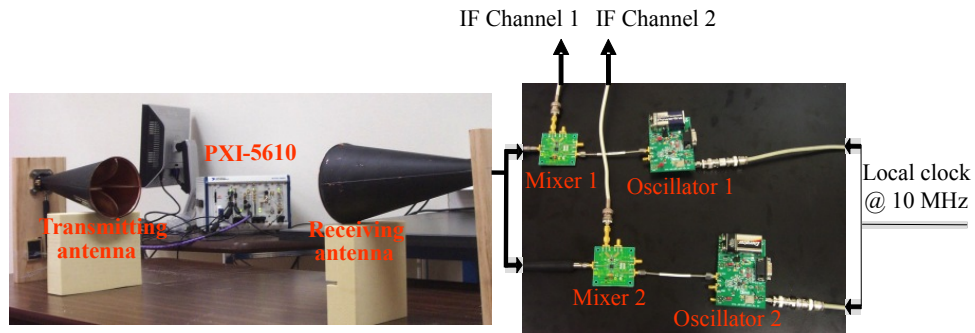 IF Channel 1
IF Channel 2
PXI-5610
Transmitting
antenna
Receiving
antenna
Mixer 1
Oscillator 1
Mixer 2
Oscillator 2
Local clock
@ 10 MHz